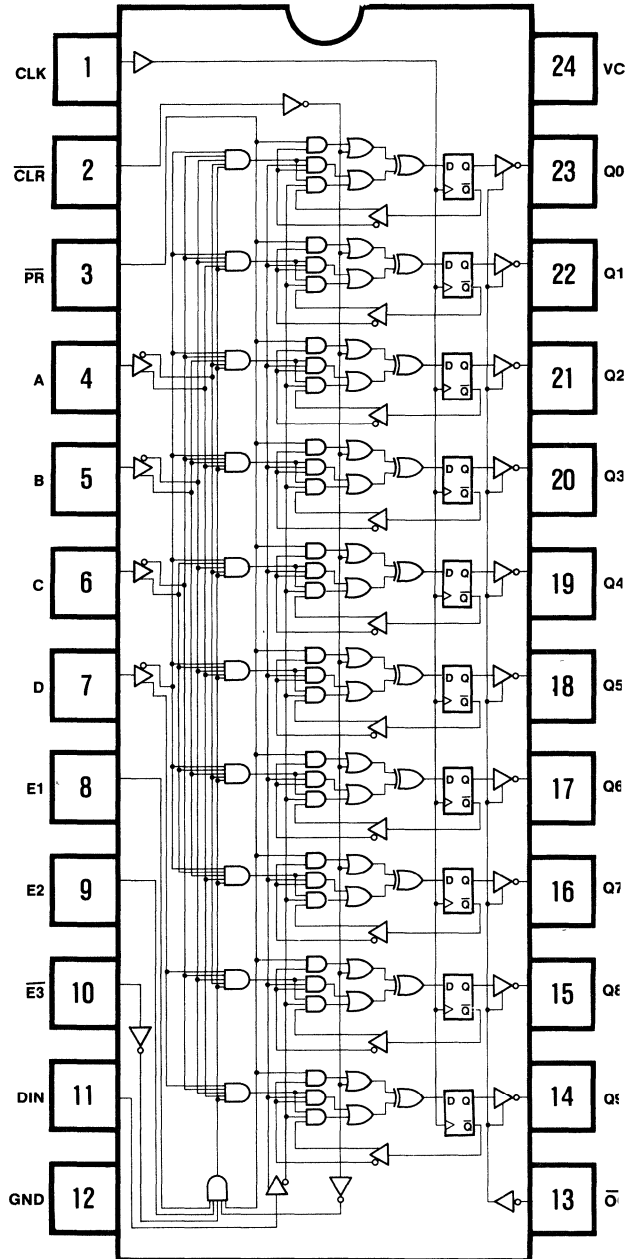 CLK 1 24 VC
CLR 2 23 Q0
PR 3 22 Q1
A 4 21 Q2
B 5 20 Q3
C 6 19 Q4
D 7 18 Q5
E1 8 17 Q6
E2 9 16 Q7
E3 10 15 Q8
DIN 11 14 Q9
GND 12 13 O
D Q
Q
D Q
Q
D Q
Q
D Q
Q
D Q
Q
D Q
Q
D Q
Q
D Q
Q
D Q
Q
D Q
Q